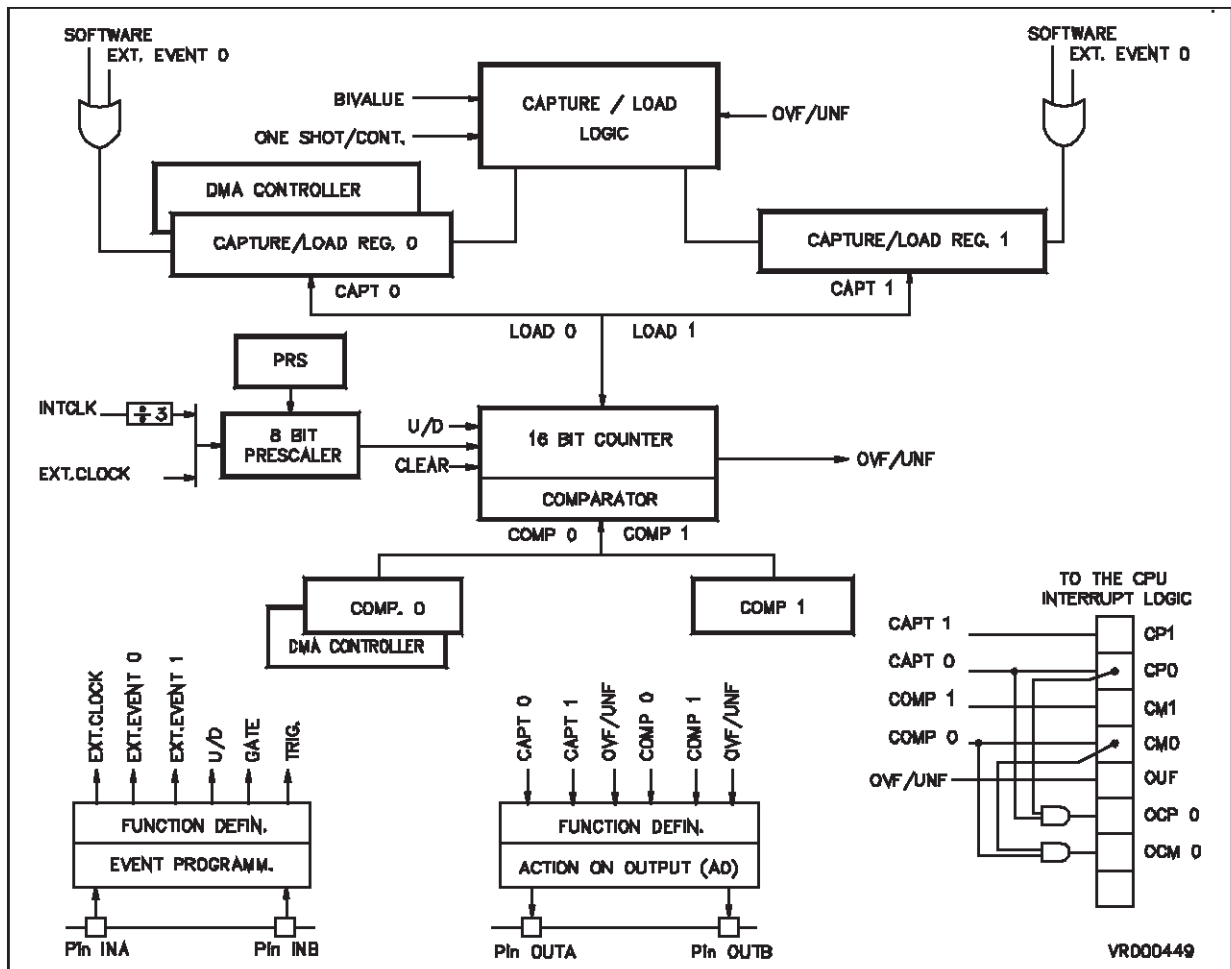 SOFTWARE
EXT. EVENT 0
SOFTWARE
EXT. EVENT 0
BIVALUE
ONE SHOT/CONT.
CAPTURE / LOAD
LOGIC
OVF/UNF
DMA CONTROLLER
CAPTURE/LOAD REG. 0
CAPTURE/LOAD REG. 1
CAPT 0
CAPT 1
LOAD 0
LOAD 1
PRS
INTCLK
÷ 3
8 BIT
PRESCALER
EXT.CLOCK
U/D
CLEAR
16 BIT COUNTER
COMPARATOR
OVF/UNF
COMP 0
COMP 1
COMP. 0
DMA CONTROLLER
COMP 1
TO THE CPU
INTERRUPT LOGIC
CAPT 1
CP1
CAPT 0
CP0
COMP 1
CM1
COMP 0
CM0
OVF/UNF
OUF
OCP 0
OCM 0
EXT.CLOCK
EXT.EVENT 0
EXT.EVENT 1
U/D
GATE
TRIG.
FUNCTION DEFIN.
EVENT PROGRAMM.
Pin INA
Pin INB
CAPT 0
CAPT 1
OVF/UNF
COMP 0
COMP 1
OVF/UNF
FUNCTION DEFIN.
ACTION ON OUTPUT (AO)
Pin OUTA
Pin OUTB
VR000449